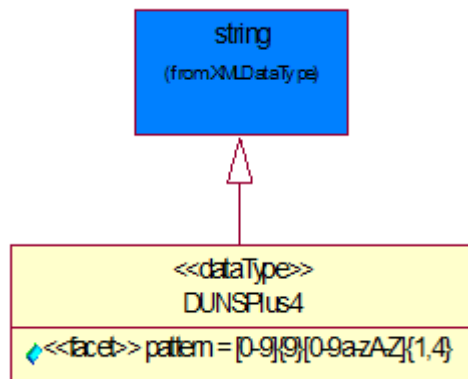 string
(from XMLDataType)
<<dataType>>
DUNSPlus4
<<facet>> pattern = [0-9]{9}[0-9a-zA-Z]{1,4}